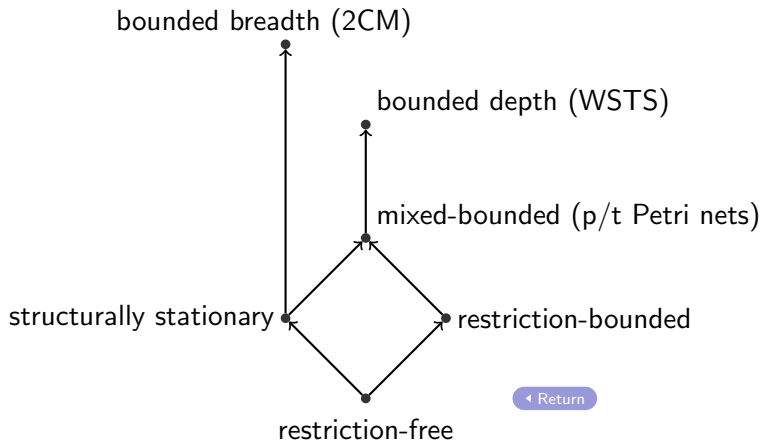 bounded breadth (2CM)
bounded depth (WSTS)
mixed-bounded (p/t Petri nets)
structurally stationary
restriction-bounded
Return
restriction-free